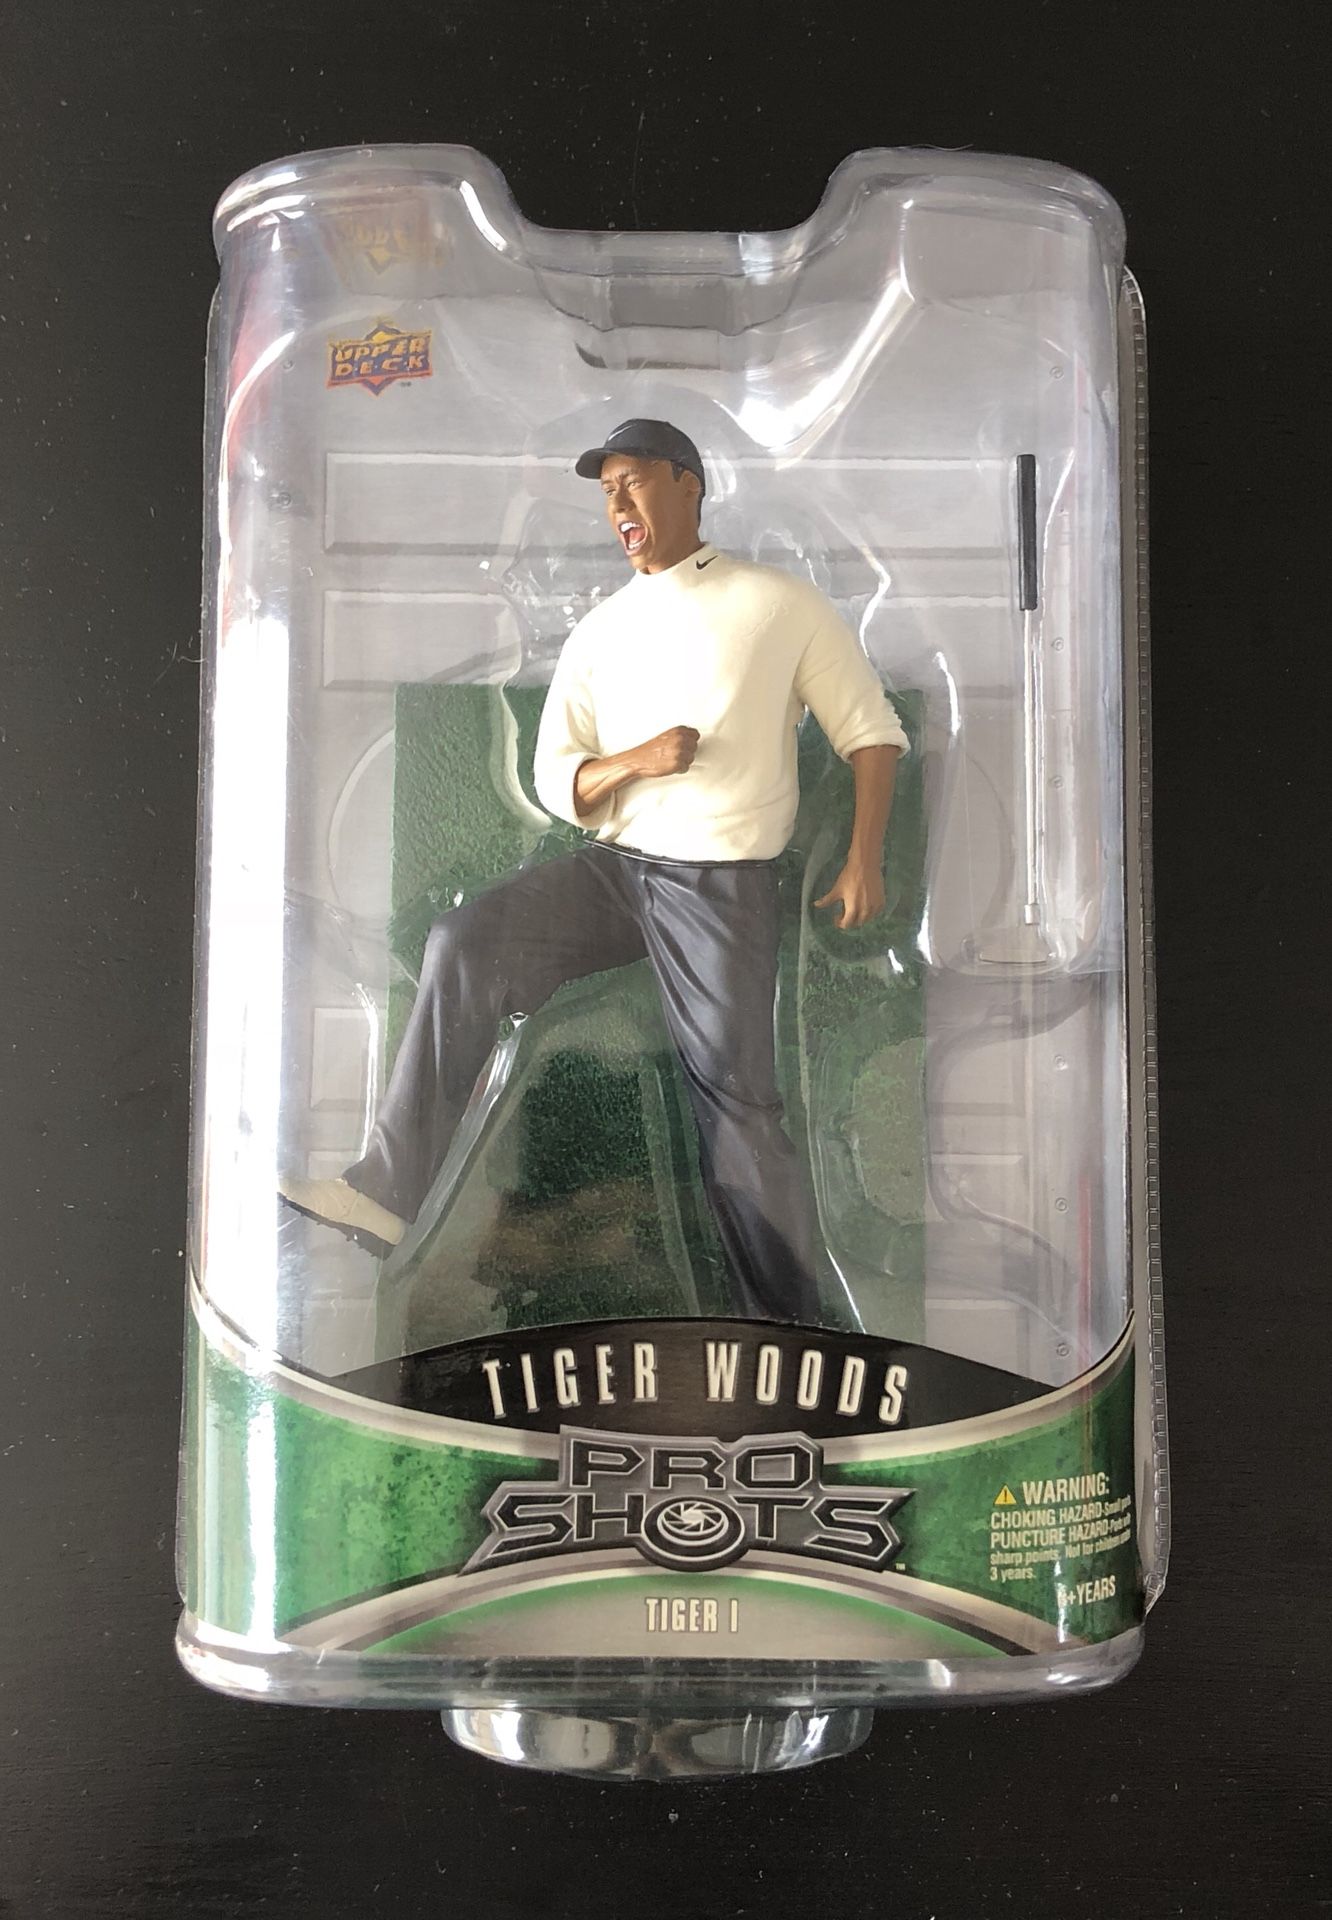 UPPER
D·E·C·K
TIGER WOODS
PRO
SHOTS
TIGER I
WARNING:
CHOKING HAZARD-Small
PUNCTURE HAZARD-
sharp points. Not for children
3 years.
+YEARS